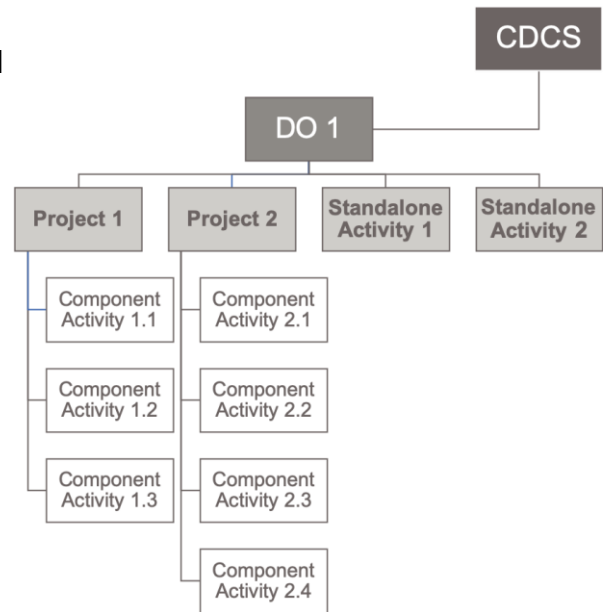 CDCS
DO 1
Project 1
Project 2
Standalone
Activity 1
Standalone
Activity 2
Component
Activity 1.1
Component
Activity 2.1
Component
Activity 1.2
Component
Activity 2.2
Component
Activity 1.3
Component
Activity 2.3
Component
Activity 2.4